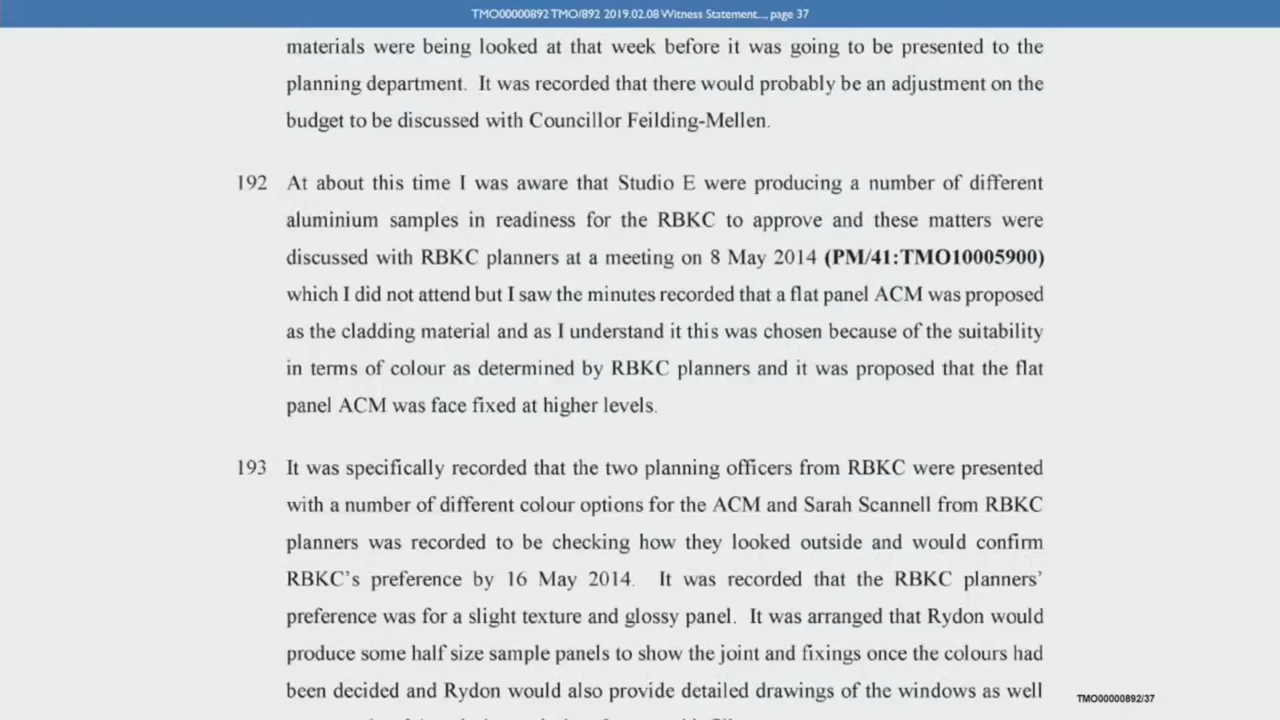 TMO00000892 TMO/892 2019.02.08 Witness Statement..., page 37
materials were being looked at that week before it was going to be presented to the
planning department. It was recorded that there would probably be an adjustment on the
budget to be discussed with Councillor Feilding-Mellen.
192 At about this time I was aware that Studio E were producing a number of different
aluminium samples in readiness for the RBKC to approve and these matters were
discussed with RBKC planners at a meeting on 8 May 2014 (PM/41:TMO10005900)
which I did not attend but I saw the minutes recorded that a flat panel ACM was proposed
as the cladding material and as I understand it this was chosen because of the suitability
in terms of colour as determined by RBKC planners and it was proposed that the flat
panel ACM was face fixed at higher levels.
193 It was specifically recorded that the two planning officers from RBKC were presented
with a number of different colour options for the ACM and Sarah Scannell from RBKC
planners was recorded to be checking how they looked outside and would confirm
RBKC's preference by 16 May 2014. It was recorded that the RBKC planners'
preference was for a slight texture and glossy panel. It was arranged that Rydon would
produce some half size sample panels to show the joint and fixings once the colours had
been decided and Rydon would also provide detailed drawings of the windows as well
TMO00000892/37